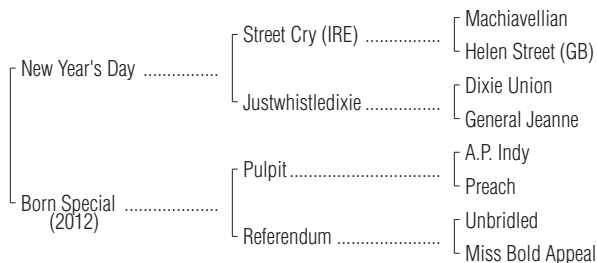 Machiavellian
Street Cry (IRE) ..................
Helen Street (GB)
New Year's Day ..................
Dixie Union
Justwhistledixie ..................
General Jeanne
A.P. Indy
Pulpit....................................
Preach
Born Special ......................
(2012)
Unbridled
Referendum .........................
Miss Bold Appeal